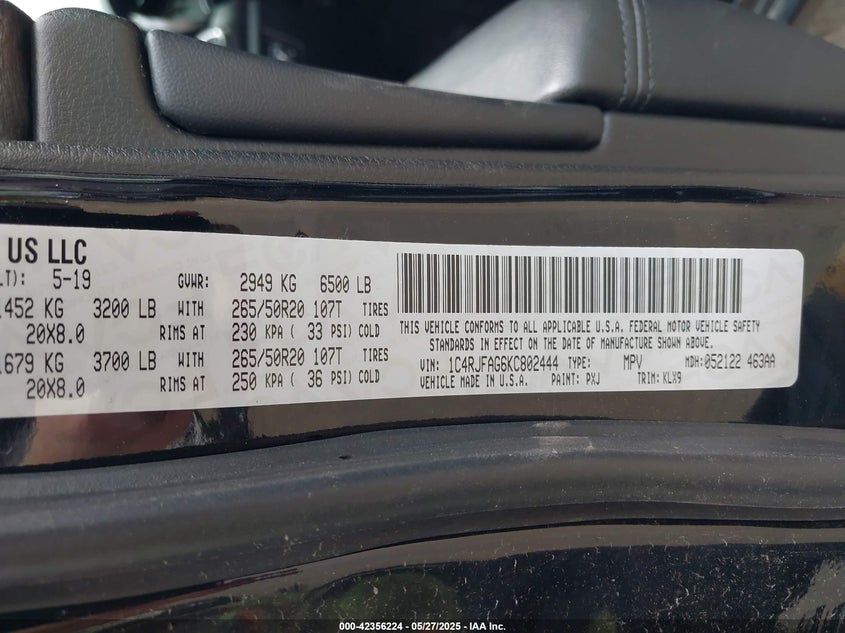 US LLC
LT): 5-19 GVWR: 2949 KG 6500 LB
1452 KG 3200 LB WITH 265/50R20 107T TIRES
20X8.0 RIMS AT 230 KPA ( 33 PSI) COLD
1679 KG 3700 LB WITH 265/50R20 107T TIRES
20X8.0 RIMS AT 250 KPA ( 36 PSI) COLD
THIS VEHICLE CONFORMS TO ALL APPLICABLE U.S.A. FEDERAL MOTOR VEHICLE SAFETY
STANDARDS IN EFFECT ON THE DATE OF MANUFACTURE SHOWN ABOVE.
VIN: 1C4RJFAG6KC802444 TYPE: MPV MDH:052122 463AA
VEHICLE MADE IN U.S.A. PAINT: PXJ TRIM: KLX9
000-42356224 - 05/27/2025 - IAA Inc.